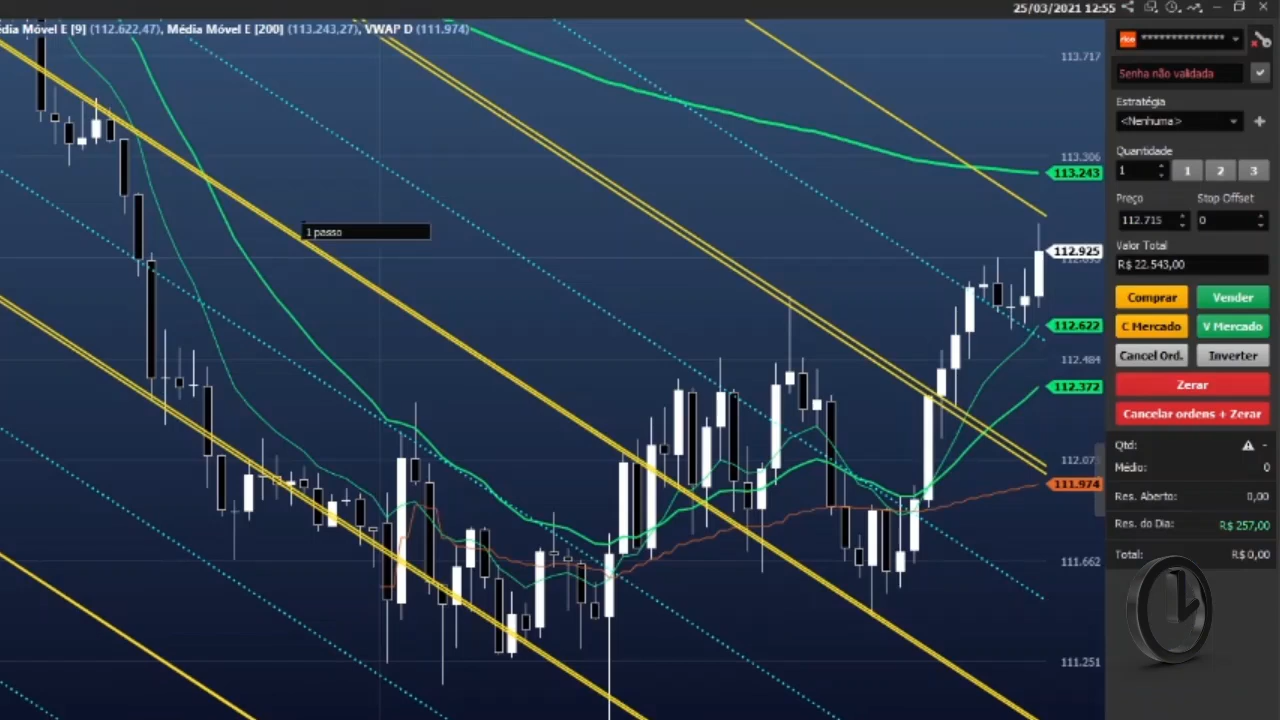 25/03/2021 12:55
Média Móvel E [9] (112.622,47), Média Móvel E [200] (113.243,27), VWAP D (111.974)
113.717
113.306
113.243
112.925
112.622
112.484
112.372
111.974
111.662
111.251
1 passo
rico **************
Senha não validada
Estratégia
<Nenhuma>
Quantidade
1 1 2 3
Preço Stop Offset
112.715 0
Valor Total
R$ 22.543,00
Comprar Vender
C Mercado V Mercado
Cancel Ord. Inverter
Zerar
Cancelar ordens + Zerar
Qtd: -
Médio: 0
Res. Aberto: 0,00
Res. do Dia: R$ 257,00
Total: R$ 0,00